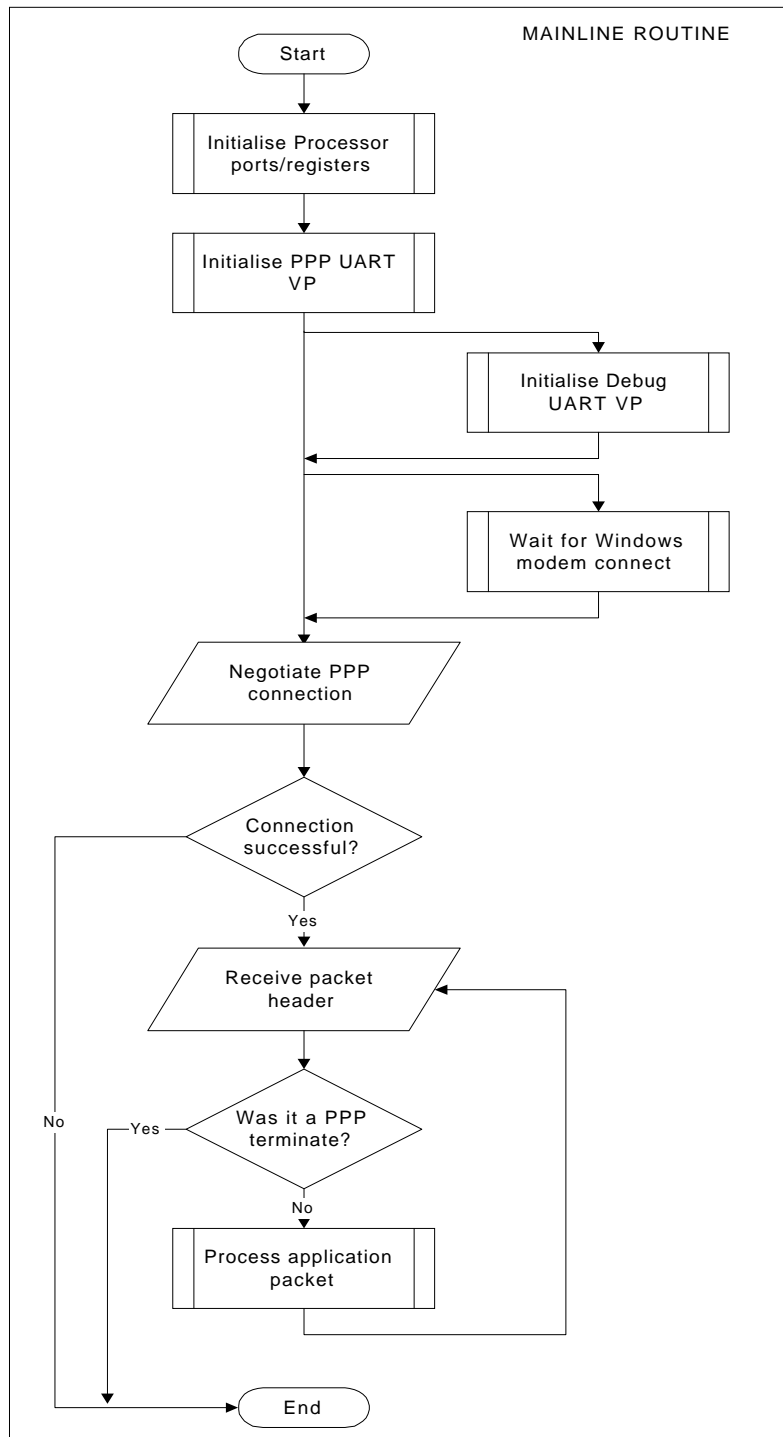 MAINLINE ROUTINE
Start
Initialise Processor
ports/registers
Initialise PPP UART
VP
Initialise Debug
UART VP
Wait for Windows
modem connect
Negotiate PPP
connection
Connection
successful?
Yes
Receive packet
header
No
Yes
Was it a PPP
terminate?
No
Process application
packet
End